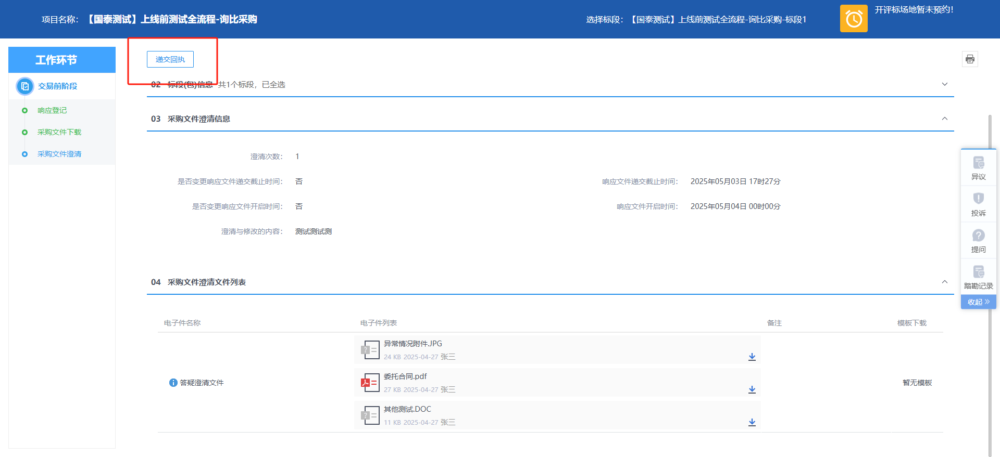 项目名称：【国泰测试】上线前测试全流程-询比采购
选择标段：【国泰测试】上线前测试全流程-询比采购-标段1
开评标场地暂未预约！
工作环节
交易前阶段
响应登记
采购文件下载
采购文件澄清
递交回执
02 标段(包)信息 共1个标段，已全选
03 采购文件澄清信息
澄清次数： 1
是否变更响应文件递交截止时间： 否 响应文件递交截止时间： 2025年05月03日 17时27分
是否变更响应文件开启时间： 否 响应文件开启时间： 2025年05月04日 00时00分
澄清与修改的内容： 测试测试测
04 采购文件澄清文件列表
电子件名称 电子件列表 备注 模板下载
答疑澄清文件
异常情况附件.JPG
24 KB 2025-04-27 张三
委托合同.pdf
27 KB 2025-04-27 张三
其他测试.DOC
11 KB 2025-04-27 张三
暂无模板
异议
投诉
提问
踏勘记录
收起